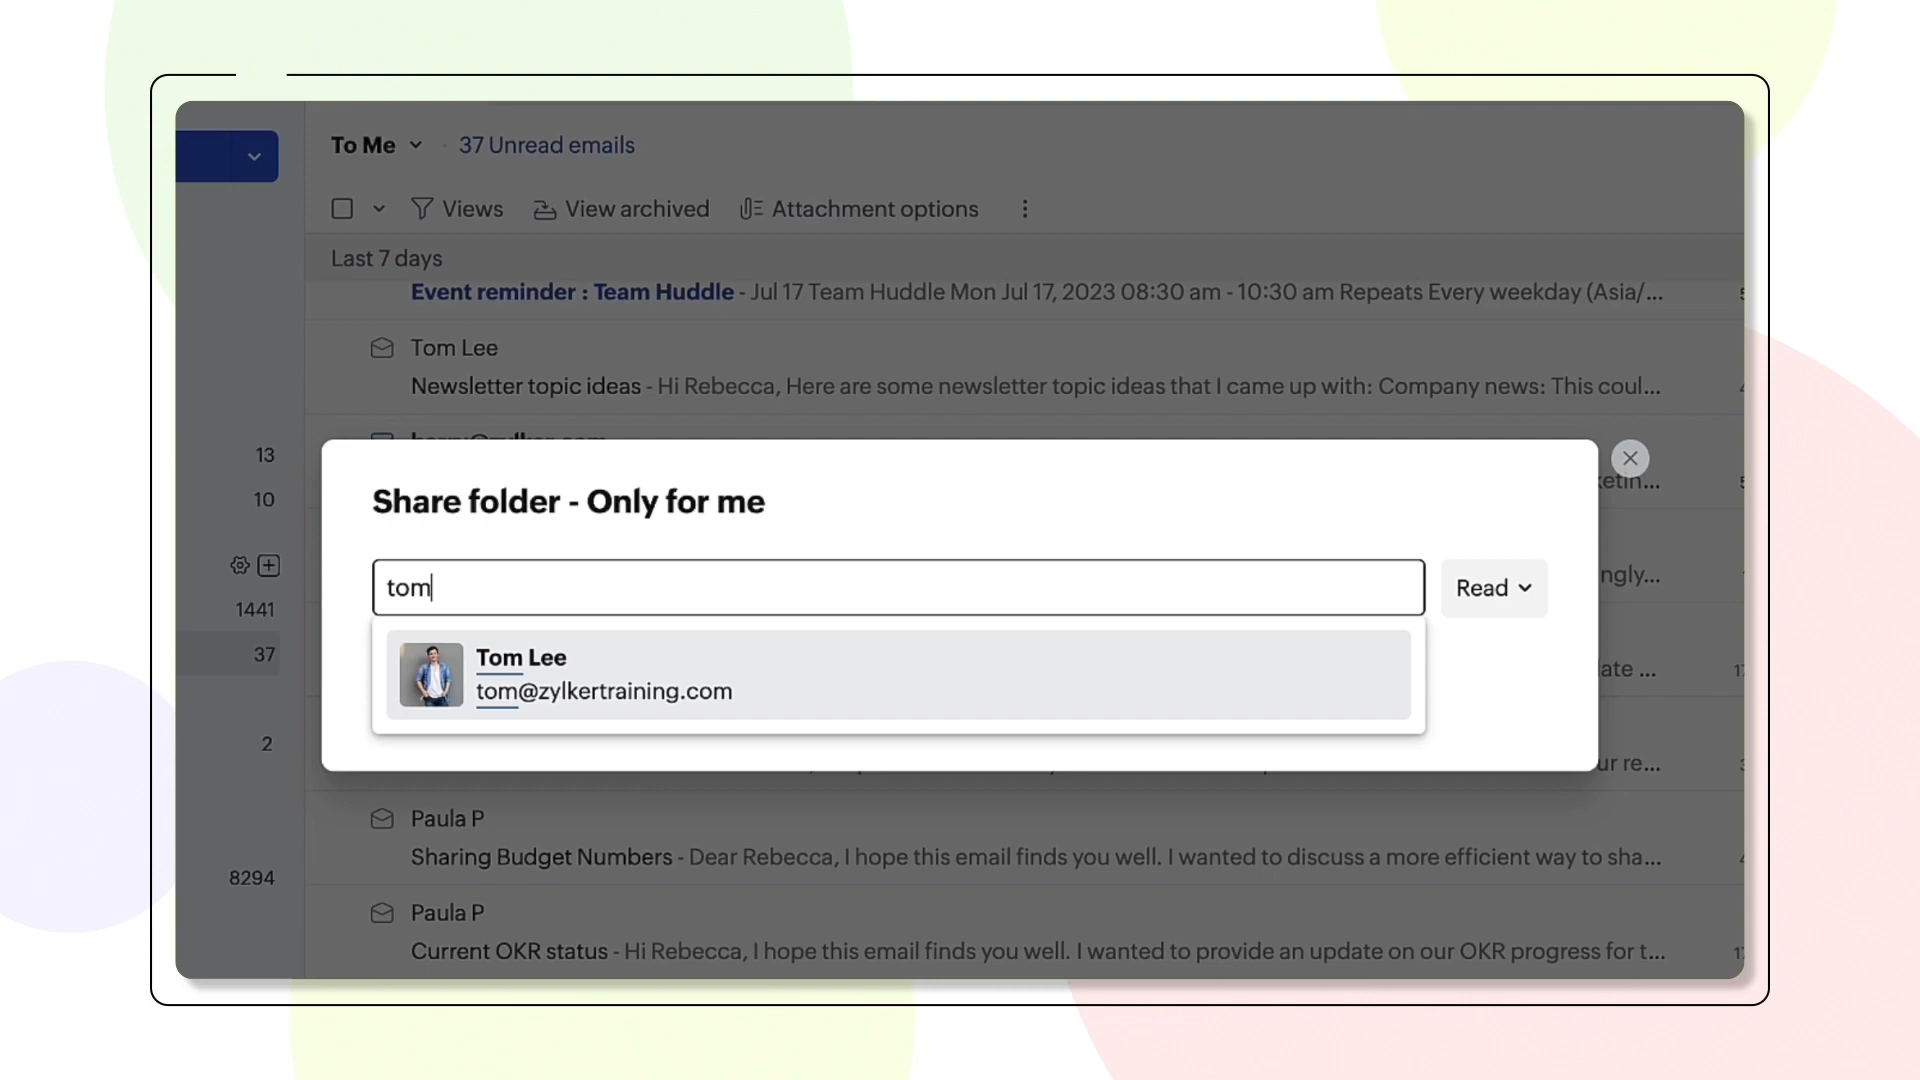 To Me · 37 Unread emails
Views View archived Attachment options
Last 7 days
Event reminder : Team Huddle - Jul 17 Team Huddle Mon Jul 17, 2023 08:30 am - 10:30 am Repeats Every weekday (Asia/...
Tom Lee
Newsletter topic ideas - Hi Rebecca, Here are some newsletter topic ideas that I came up with: Company news: This coul...
13
10
1441
37
2
8294
Share folder - Only for me
tom
Read
Tom Lee
tom@zylkertraining.com
Paula P
Sharing Budget Numbers - Dear Rebecca, I hope this email finds you well. I wanted to discuss a more efficient way to sha...
Paula P
Current OKR status - Hi Rebecca, I hope this email finds you well. I wanted to provide an update on our OKR progress for t...